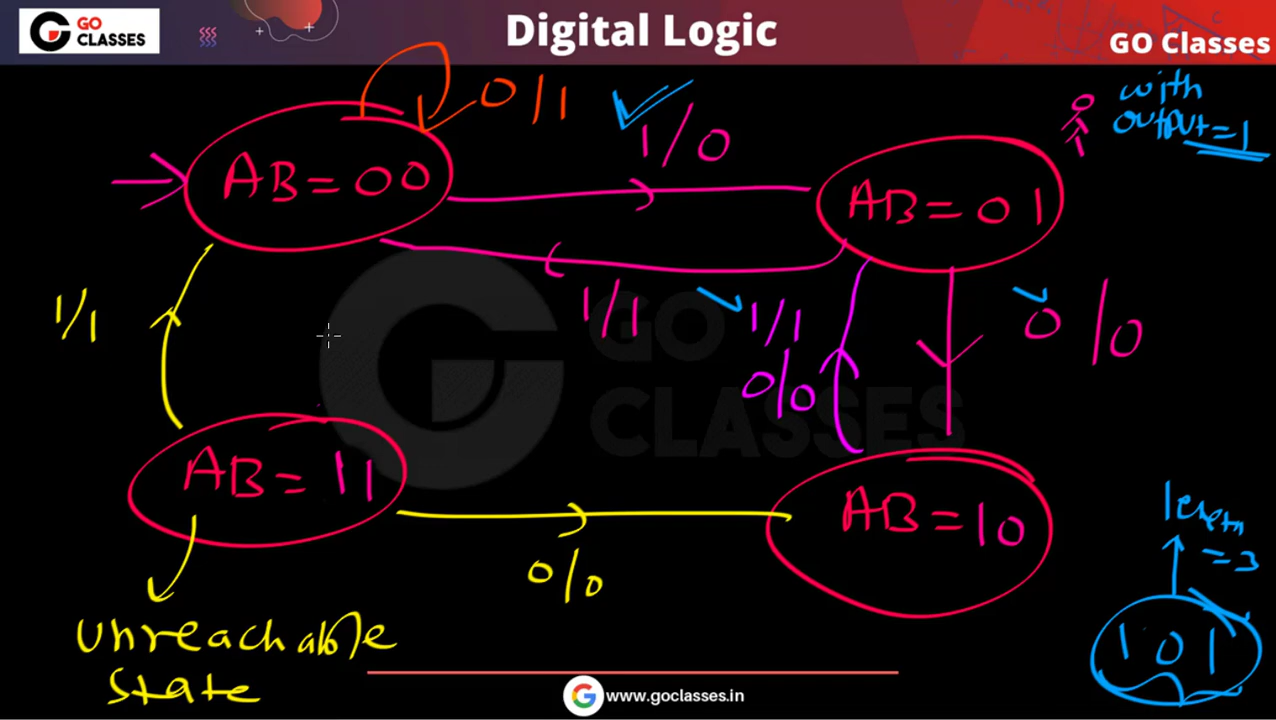 GO
CLASSES
Digital Logic
GO Classes
with
output=1
0/1
1/0
AB=00
AB=01
1/1
1/1
1/1
0/0
0/0
GO
CLASSES
AB=11
AB=10
0/0
length
=3
101
unreachable
state
www.goclasses.in